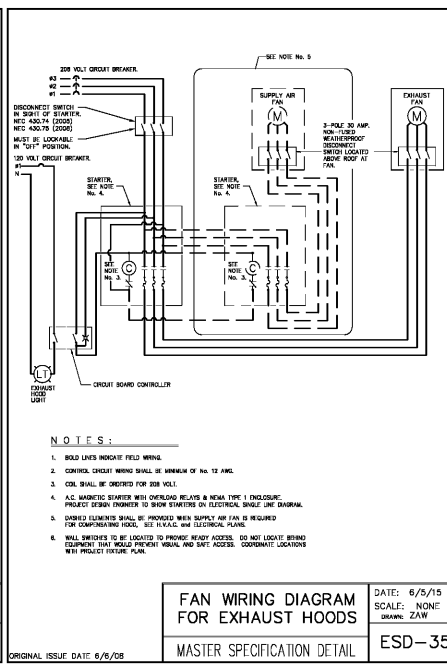 SEE NOTE No. 5
208 VOLT CIRCUIT BREAKER.
#3
#2
#1
SUPPLY AIR
FAN
M
EXHAUST
FAN
M
DISCONNECT SWITCH
IN SIGHT OF STARTER.
NEC 430.74 (2008)
NEC 430.75 (2008)
MUST BE LOCKABLE
IN "OFF" POSITION.
3-POLE 30 AMP.
NON-FUSED
WEATHERPROOF
DISCONNECT
SWITCH LOCATED
ABOVE ROOF AT
FAN.
120 VOLT CIRCUIT BREAKER.
#1
N
STARTER,
SEE NOTE
No. 4.
STARTER,
SEE NOTE
No. 4.
SEE
NOTE
No. 3.
C
SEE
NOTE
No. 3.
C
LT
EXHAUST
HOOD
LIGHT
CIRCUIT BOARD CONTROLLER
NOTES:
1. BOLD LINES INDICATE FIELD WIRING.
2. CONTROL CIRCUIT WIRING SHALL BE MINIMUM OF No. 12 AWG.
3. COIL SHALL BE ORDERED FOR 208 VOLT.
4. A.C. MAGNETIC STARTER WITH OVERLOAD RELAYS & NEMA TYPE 1 ENCLOSURE.
PROJECT DESIGN ENGINEER TO SHOW STARTERS ON ELECTRICAL SINGLE LINE DIAGRAM.
5. DASHED ELEMENTS SHALL BE PROVIDED WHEN SUPPLY AIR FAN IS REQUIRED
FOR COMPENSATING HOOD, SEE H.V.A.C. and ELECTRICAL PLANS.
6. WALL SWITCHES TO BE LOCATED TO PROVIDE READY ACCESS. DO NOT LOCATE BEHIND
EQUIPMENT THAT WOULD PREVENT VISUAL AND SAFE ACCESS. COORDINATE LOCATIONS
WITH PROJECT FIXTURE PLAN.
FAN WIRING DIAGRAM
FOR EXHAUST HOODS
DATE: 6/5/15
SCALE: NONE
DRAWN: ZAW
MASTER SPECIFICATION DETAIL
ESD-35
ORIGINAL ISSUE DATE 6/6/08